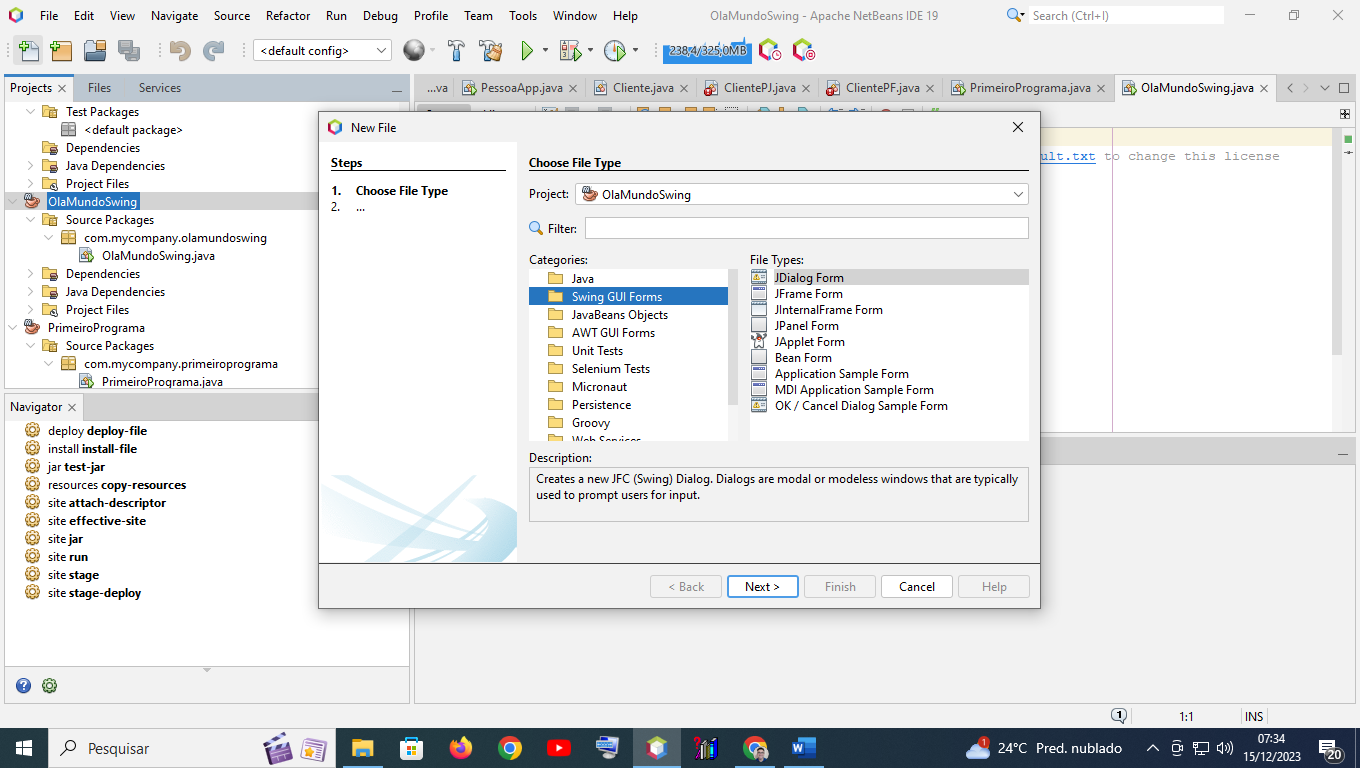 File Edit View Navigate Source Refactor Run Debug Profile Team Tools Window Help
OlaMundoSwing - Apache NetBeans IDE 19
Search (Ctrl+I)
<default config>
238,4/325,0MB
Projects Files Services
...va PessoaApp.java Cliente.java ClientePJ.java ClientePF.java PrimeiroPrograma.java OlaMundoSwing.java
Test Packages
<default package>
Dependencies
Java Dependencies
Project Files
OlaMundoSwing
Source Packages
com.mycompany.olamundoswing
OlaMundoSwing.java
Dependencies
Java Dependencies
Project Files
PrimeiroPrograma
Source Packages
com.mycompany.primeiroprograma
PrimeiroPrograma.java
Navigator
deploy deploy-file
install install-file
jar test-jar
resources copy-resources
site attach-descriptor
site effective-site
site jar
site run
site stage
site stage-deploy
ult.txt to change this license
New File
Steps
1. Choose File Type
2. ...
Choose File Type
Project: OlaMundoSwing
Filter:
Categories:
Java
Swing GUI Forms
JavaBeans Objects
AWT GUI Forms
Unit Tests
Selenium Tests
Micronaut
Persistence
Groovy
Web Services
File Types:
JDialog Form
JFrame Form
JInternalFrame Form
JPanel Form
JApplet Form
Bean Form
Application Sample Form
MDI Application Sample Form
OK / Cancel Dialog Sample Form
Description:
Creates a new JFC (Swing) Dialog. Dialogs are modal or modeless windows that are typically
used to prompt users for input.
< Back Next > Finish Cancel Help
1 1:1 INS
Pesquisar
1 24°C Pred. nublado
07:34
15/12/2023
20